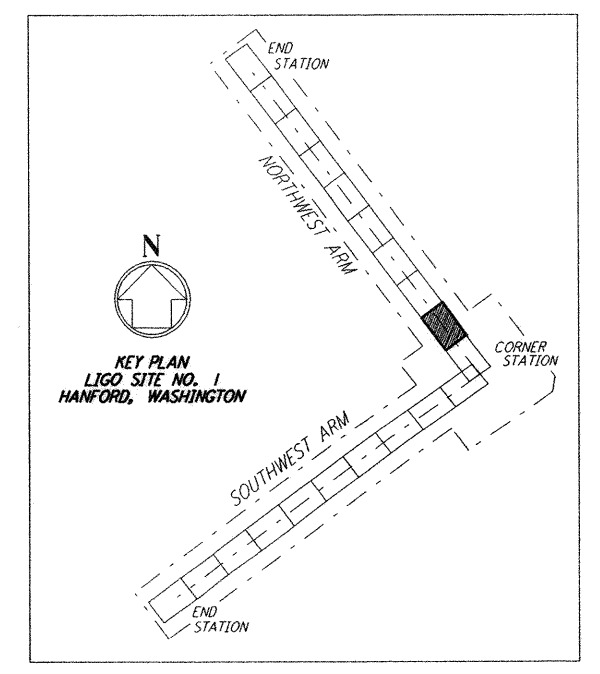 END
STATION
NORTHWEST ARM
N
KEY PLAN
LIGO SITE NO. 1
HANFORD, WASHINGTON
CORNER
STATION
SOUTHWEST ARM
END
STATION